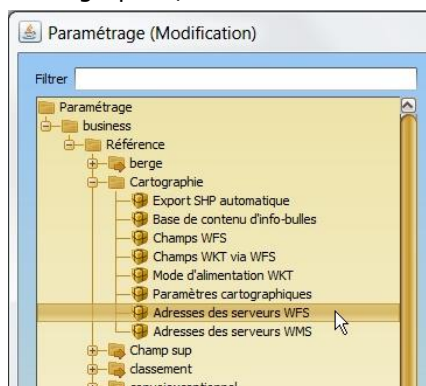 Paramétrage (Modification)
Filtrer
Paramétrage
business
Référence
berge
Cartographie
Export SHP automatique
Base de contenu d'info-bulles
Champs WFS
Champs WKT via WFS
Mode d'alimentation WKT
Paramètres cartographiques
Adresses des serveurs WFS
Adresses des serveurs WMS
Champ sup
classement